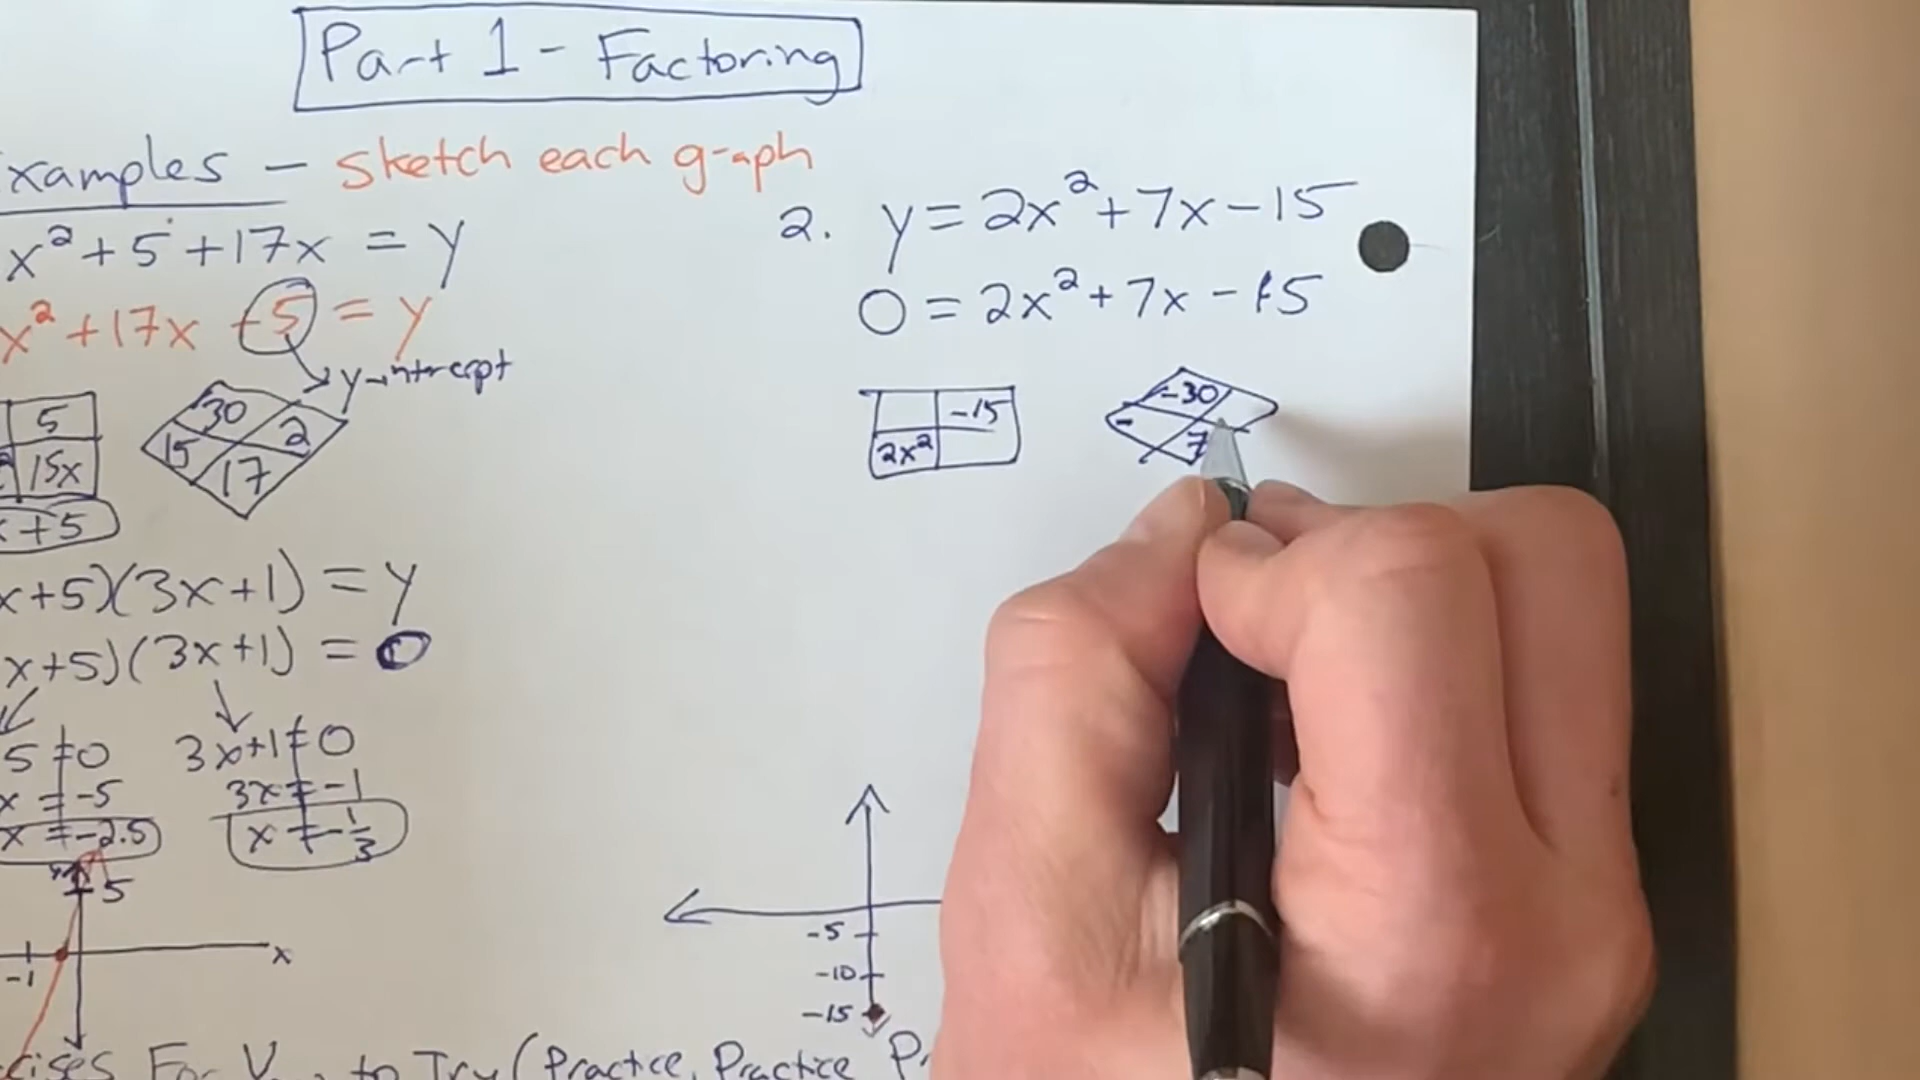 Part 1 - Factoring
xamples - sketch each graph
x² + 5 + 17x = y
x² + 17x + 5 = y
y-intercept
5
15x
x + 5
30
15
2
17
x+5)(3x+1) = y
x+5)(3x+1) = 0
5 = 0
x = -5
x = -2.5
3x+1 = 0
3x = -1
x = -1/3
5
-1
x
2. y = 2x² + 7x - 15
0 = 2x² + 7x - 15
-15
2x²
-30
-
7
-5
-10
-15
cises For You to Try (Practice, Practice